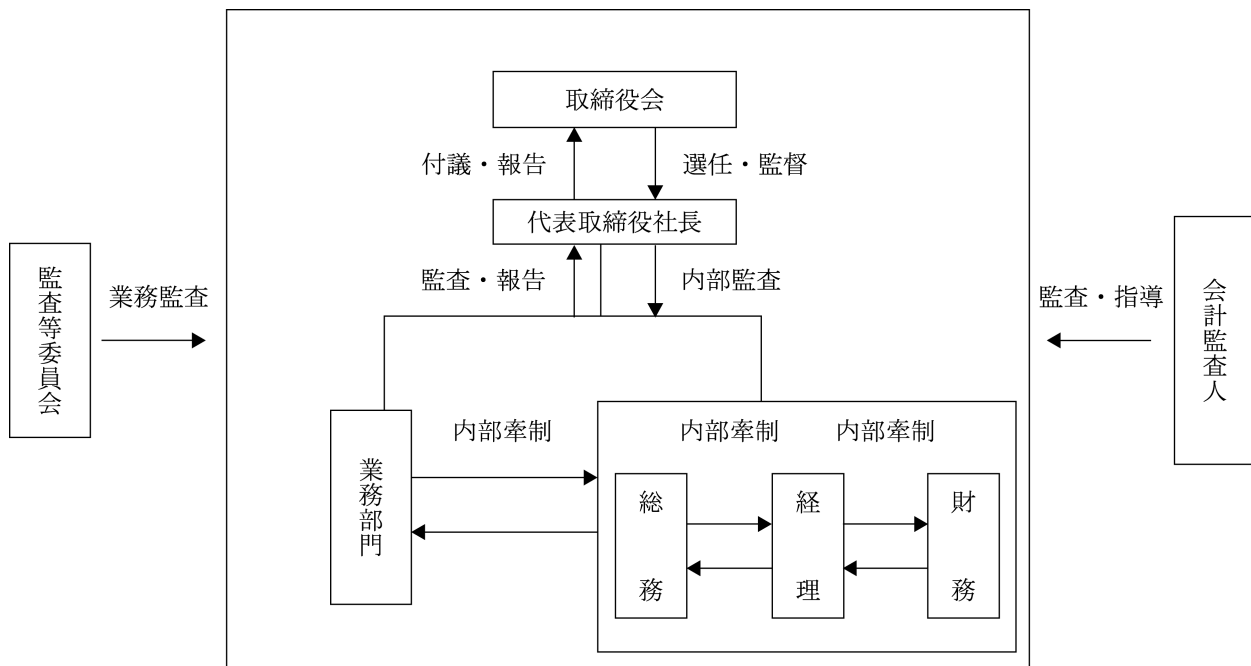 取締役会
付議・報告
選任・監督
代表取締役社長
監査・報告
内部監査
監査等委員会
業務監査
監査・指導
会計監査人
業務部門
内部牽制
内部牽制
内部牽制
総務
経理
財務